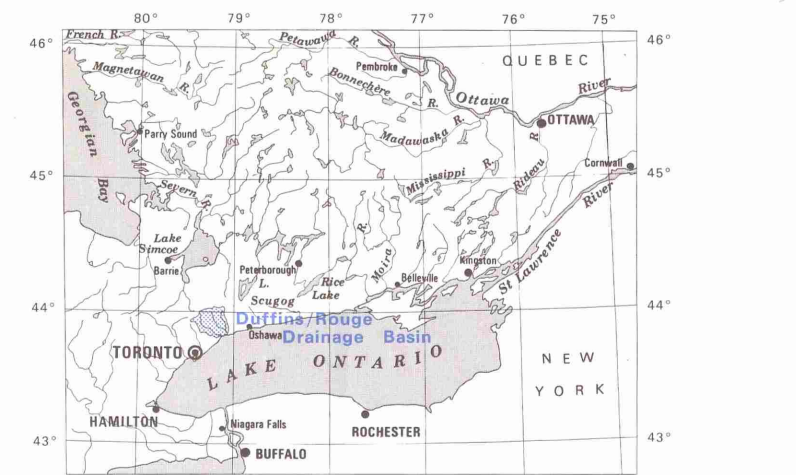 80° 79° 78° 77° 76° 75°
46° 46°
French R.
Petawawa R.
Pembroke
QUEBEC
Magnetawan R.
Bonnechère R.
Ottawa River
Georgian Bay
Parry Sound
Madawaska R.
OTTAWA
Cornwall
45° 45°
Severn R.
Mississippi R.
Rideau R.
St Lawrence River
Lake Simcoe
Barrie
Moira R.
Kingston
Peterborough
Belleville
L. Scugog
Rice Lake
44° 44°
Duffins/Rouge
Drainage Basin
Oshawa
TORONTO
LAKE ONTARIO
NEW
YORK
HAMILTON
Niagara Falls
ROCHESTER
43° 43°
BUFFALO